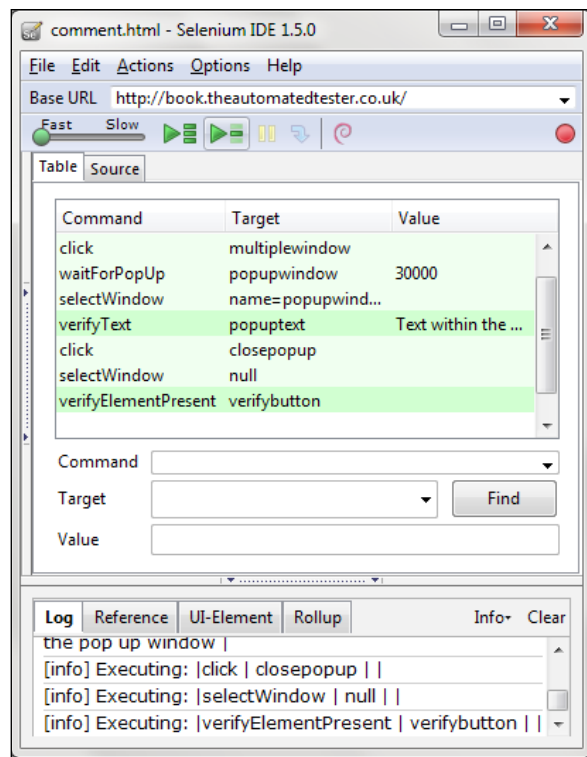 comment.html - Selenium IDE 1.5.0
File Edit Actions Options Help
Base URL http://book.theautomatedtester.co.uk/
Fast Slow
Table Source
Command Target Value
click multiplewindow
waitForPopUp popupwindow 30000
selectWindow name=popupwind...
verifyText popuptext Text within the ...
click closepopup
selectWindow null
verifyElementPresent verifybutton
Command
Target Find
Value
Log Reference UI-Element Rollup Info Clear
the pop up window |
[info] Executing: |click | closepopup | |
[info] Executing: |selectWindow | null | |
[info] Executing: |verifyElementPresent | verifybutton | |